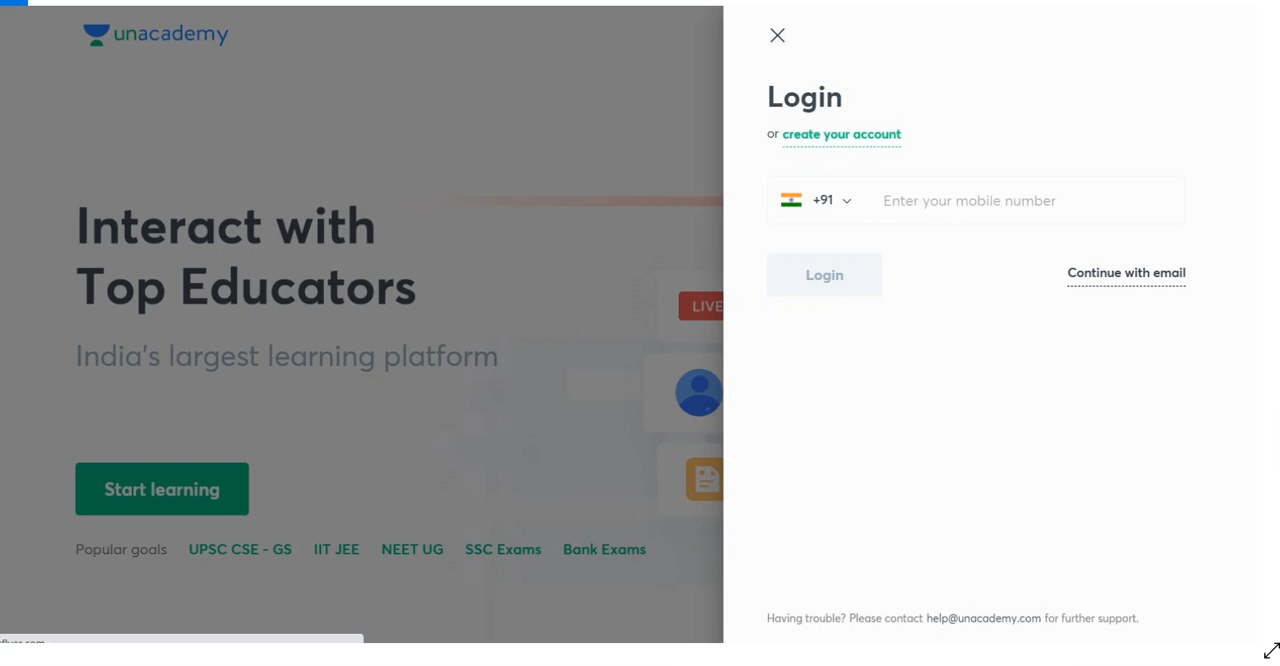 unacademy
Interact with
Top Educators
India's largest learning platform
LIVE
Start learning
Popular goals UPSC CSE - GS IIT JEE NEET UG SSC Exams Bank Exams
Login
or create your account
+91 Enter your mobile number
Login Continue with email
Having trouble? Please contact help@unacademy.com for further support.